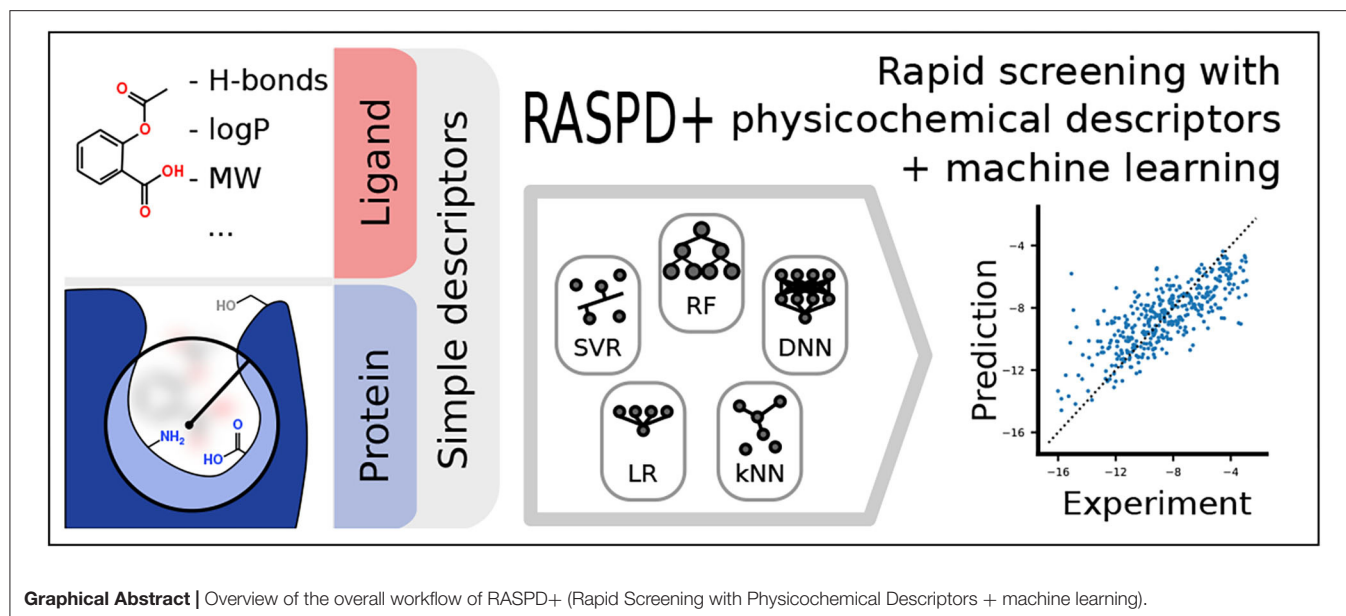 O
O
OH
O
- H-bonds
- logP
- MW
...
Ligand
Protein
Simple descriptors
HO
NH₂
O
HO
RASPD+
Rapid screening with
physicochemical descriptors
+ machine learning
SVR
RF
DNN
LR
kNN
Prediction
−4
−8
−12
−16
−16
−12
−8
−4
Experiment
Graphical Abstract | Overview of the overall workflow of RASPD+ (Rapid Screening with Physicochemical Descriptors + machine learning).